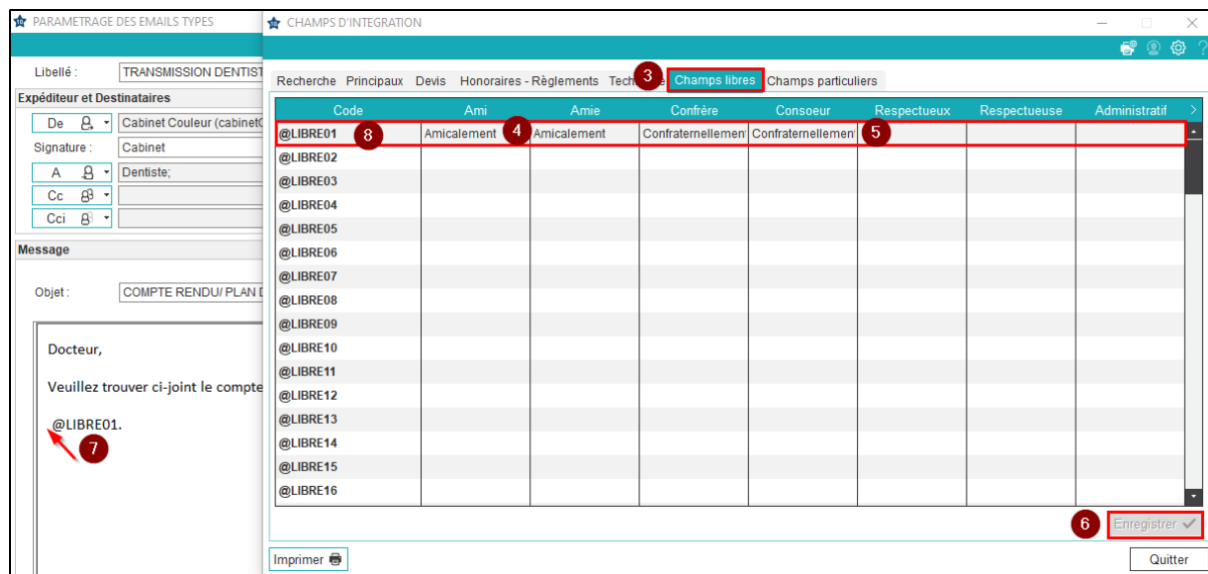 PARAMETRAGE DES EMAILS TYPES
Libellé : TRANSMISSION DENTIST
Expéditeur et Destinataires
De Cabinet Couleur (cabinet
Signature : Cabinet
A Dentiste;
Cc
Cci
Message
Objet : COMPTE RENDU/ PLAN D
Docteur,
Veuillez trouver ci-joint le compte
@LIBRE01.
7
CHAMPS D'INTEGRATION
Recherche Principaux Devis Honoraires - Règlements Tech 3 Champs libres Champs particuliers
Code Ami Amie Confrère Consoeur Respectueux Respectueuse Administratif >
@LIBRE01 8 Amicalement 4 Amicalement Confraternellemen Confraternellemen 5
@LIBRE02
@LIBRE03
@LIBRE04
@LIBRE05
@LIBRE06
@LIBRE07
@LIBRE08
@LIBRE09
@LIBRE10
@LIBRE11
@LIBRE12
@LIBRE13
@LIBRE14
@LIBRE15
@LIBRE16
6 Enregistrer
Imprimer Quitter